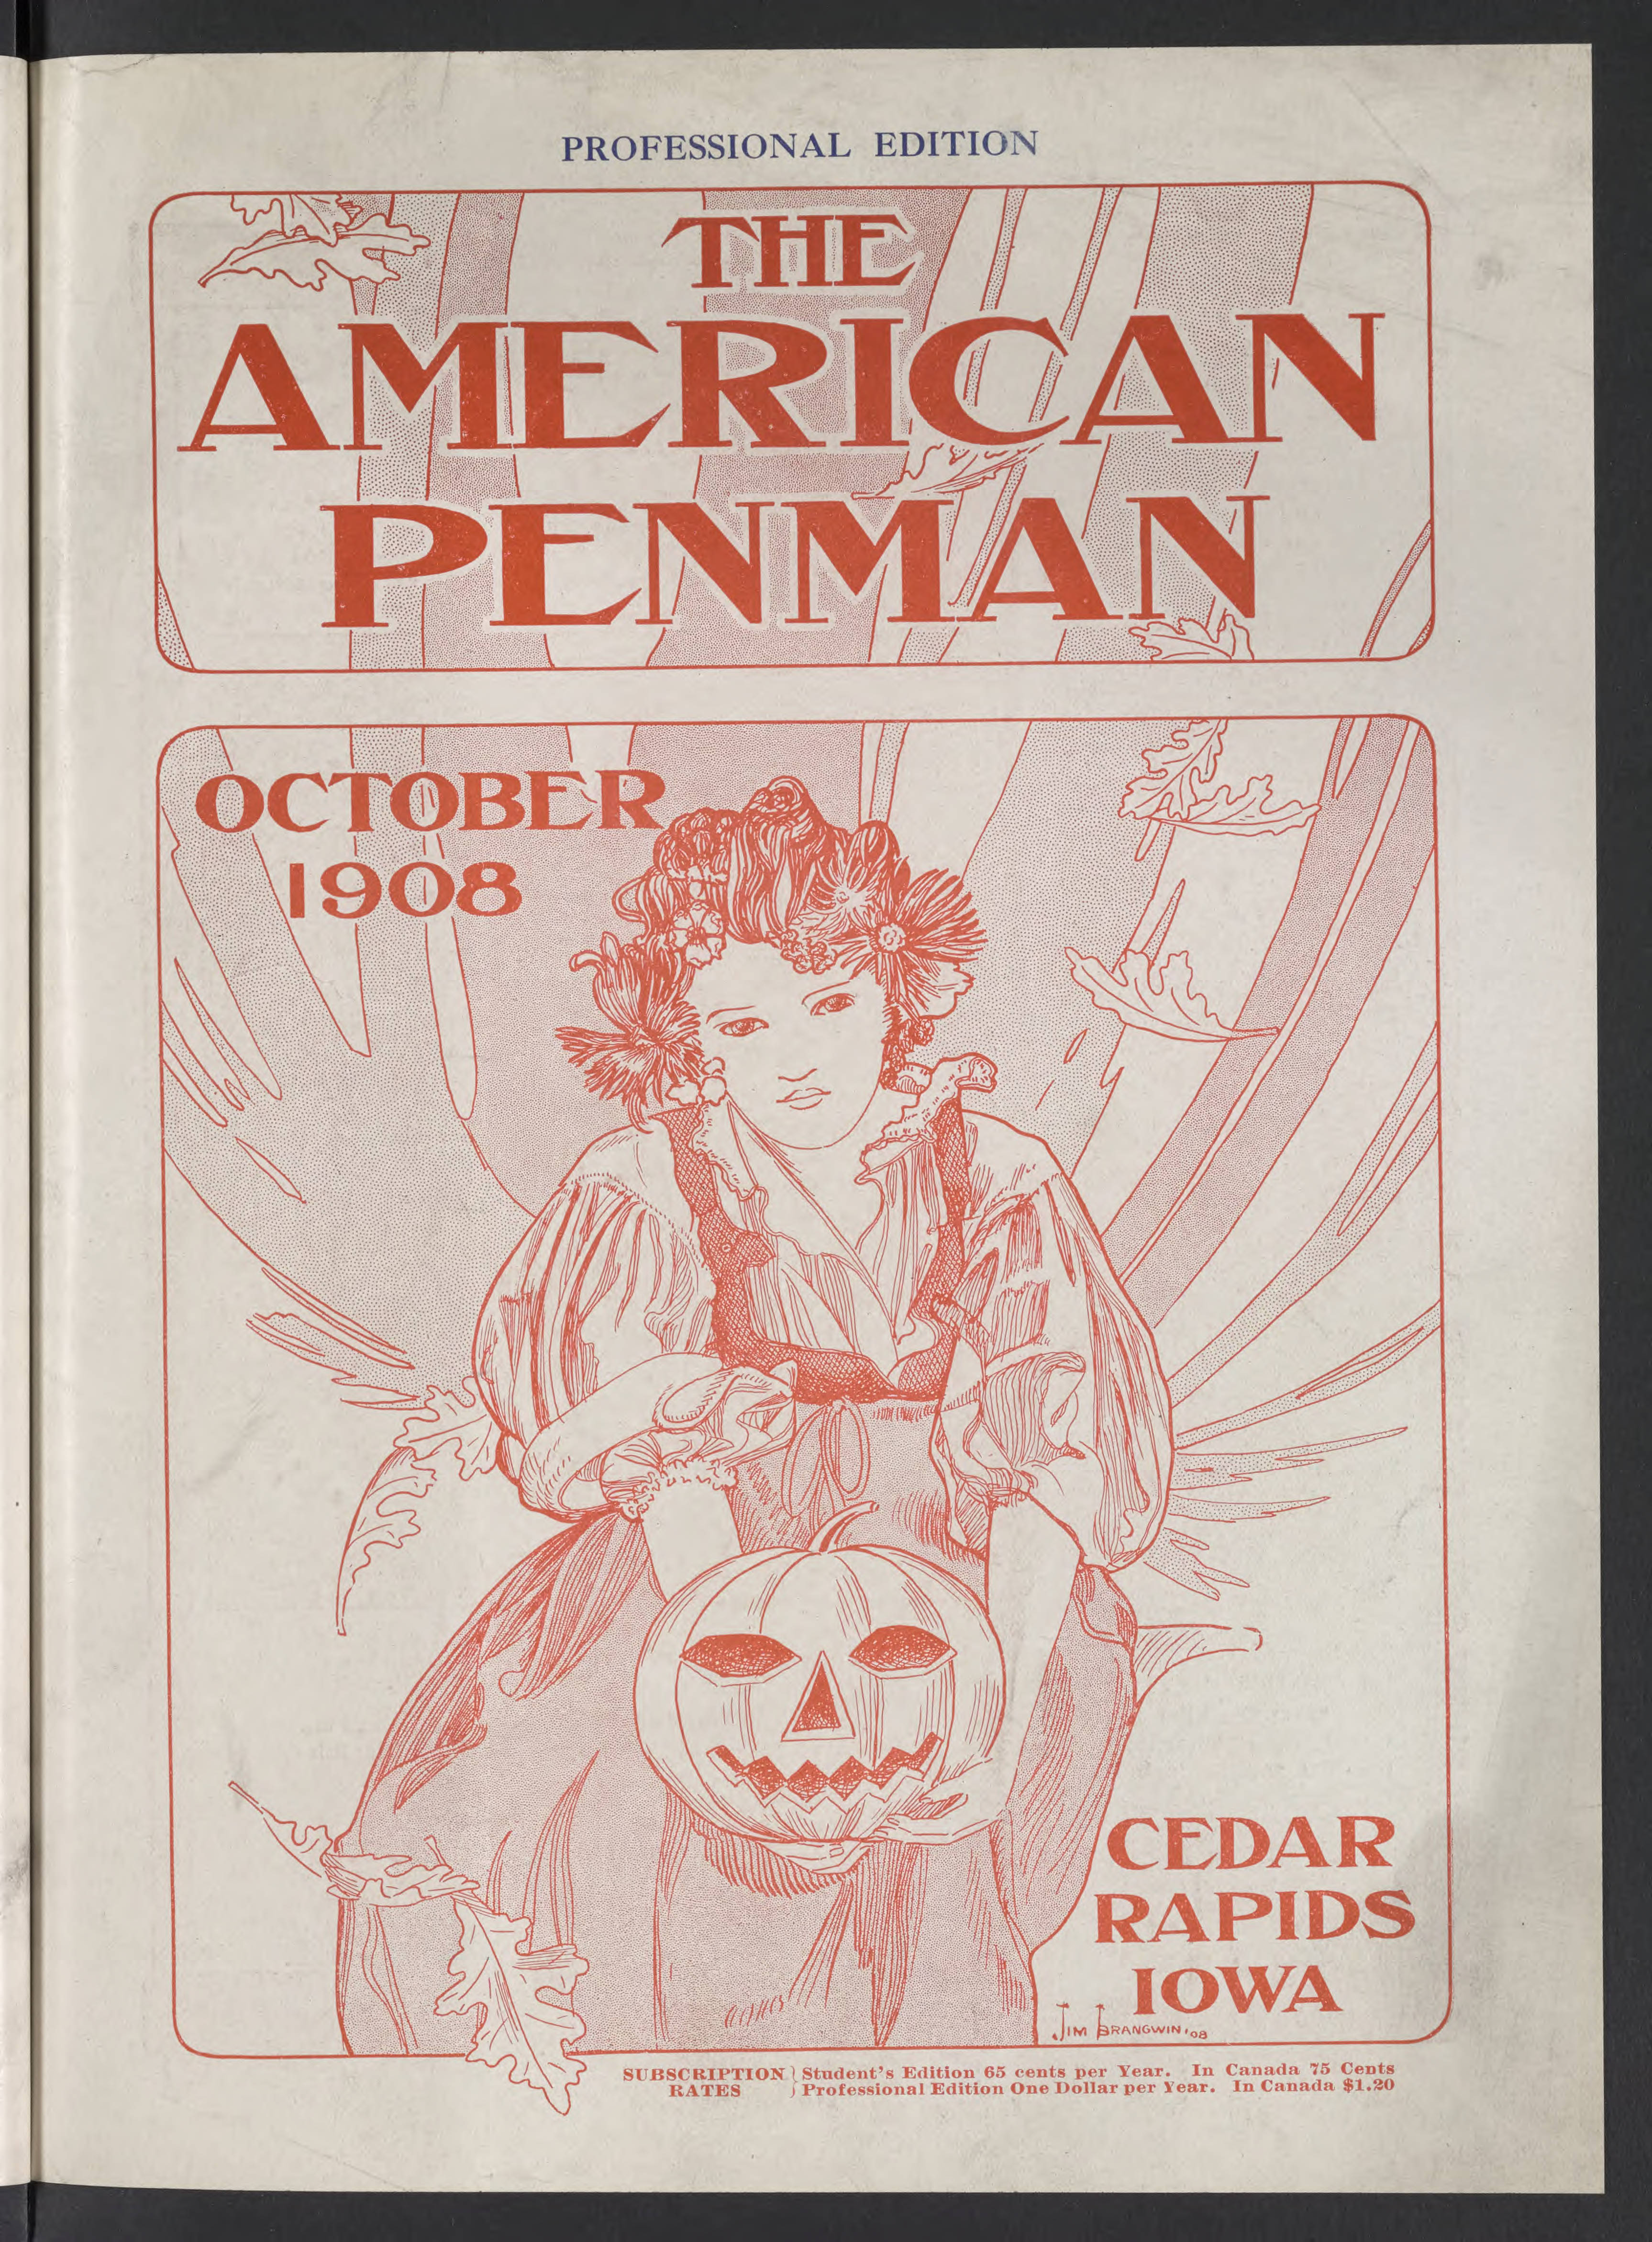 PROFESSIONAL EDITION
THE
AMERICAN
PENMAN
OCTOBER
1908
CEDAR
RAPIDS
IOWA
JIM BRANGWIN '08
SUBSCRIPTION RATES } Student's Edition 65 cents per Year. In Canada 75 Cents
Professional Edition One Dollar per Year. In Canada $1.20